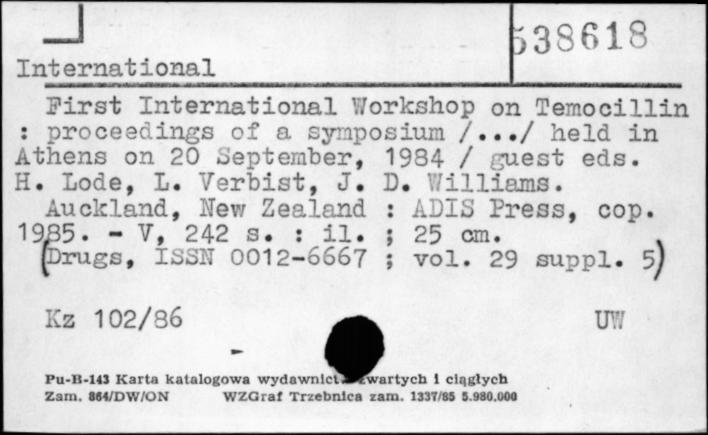 538618
International
First International Workshop on Temocillin
: proceedings of a symposium /.../ held in
Athens on 20 September, 1984 / guest eds.
H. Lode, L. Verbist, J. D. Williams.
Auckland, New Zealand : ADIS Press, cop.
1985. - V, 242 s. : il. ; 25 cm.
(Drugs, ISSN 0012-6667 ; vol. 29 suppl. 5)
Kz 102/86 UW
Pu-B-143 Karta katalogowa wydawnict zwartych i ciągłych
Zam. 864/DW/ON WZGraf Trzebnica zam. 1337/85 5.980.000